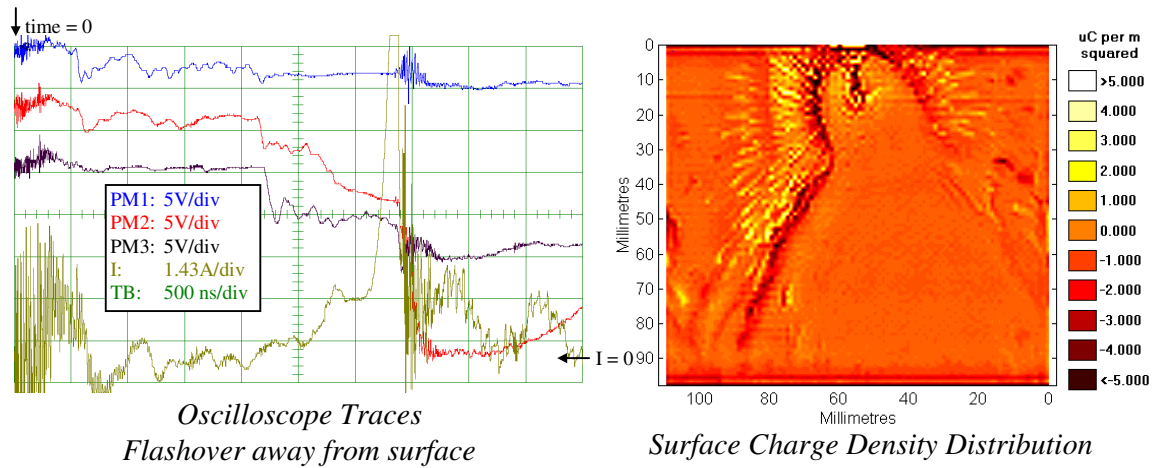 time = 0
PM1: 5V/div
PM2: 5V/div
PM3: 5V/div
I: 1.43A/div
TB: 500 ns/div
I = 0
Oscilloscope Traces
Flashover away from surface
uC per m
squared
>5.000
4.000
3.000
2.000
1.000
0.000
-1.000
-2.000
-3.000
-4.000
<-5.000
0
10
20
30
40
50
60
70
80
90
Millimetres
100
80
60
40
20
0
Millimetres
Surface Charge Density Distribution